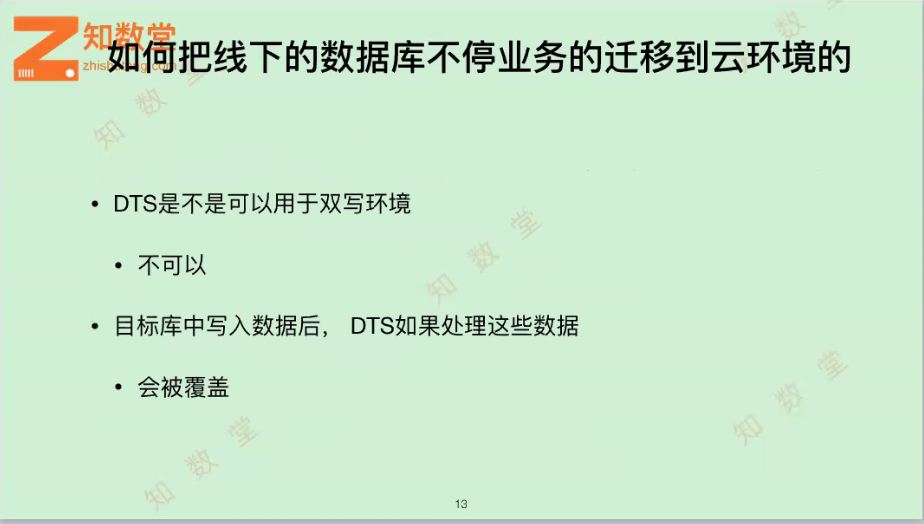 知数堂
如何把线下的数据库不停业务的迁移到云环境的
• DTS是不是可以用于双写环境
知数堂
• 不可以
知数堂
• 目标库中写入数据后， DTS如果处理这些数据
• 会被覆盖
知数堂
知数堂
知数堂
13